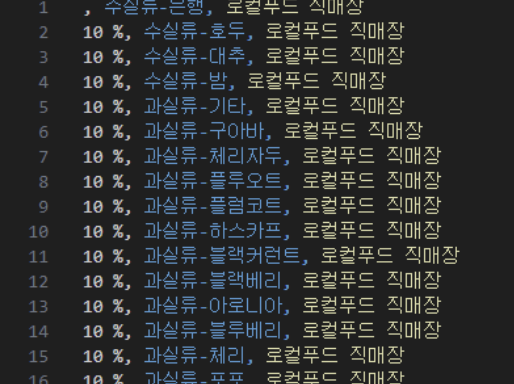 1 , 수실류-은행, 로컬푸드 직매장
2 10 %, 수실류-호두, 로컬푸드 직매장
3 10 %, 수실류-대추, 로컬푸드 직매장
4 10 %, 수실류-밤, 로컬푸드 직매장
5 10 %, 과실류-기타, 로컬푸드 직매장
6 10 %, 과실류-구아바, 로컬푸드 직매장
7 10 %, 과실류-체리자두, 로컬푸드 직매장
8 10 %, 과실류-플루오트, 로컬푸드 직매장
9 10 %, 과실류-플럼코트, 로컬푸드 직매장
10 10 %, 과실류-하스카프, 로컬푸드 직매장
11 10 %, 과실류-블랙커런트, 로컬푸드 직매장
12 10 %, 과실류-블랙베리, 로컬푸드 직매장
13 10 %, 과실류-아로니아, 로컬푸드 직매장
14 10 %, 과실류-블루베리, 로컬푸드 직매장
15 10 %, 과실류-체리, 로컬푸드 직매장
16 10 %, 과실류-포포, 로컬푸드 직매장